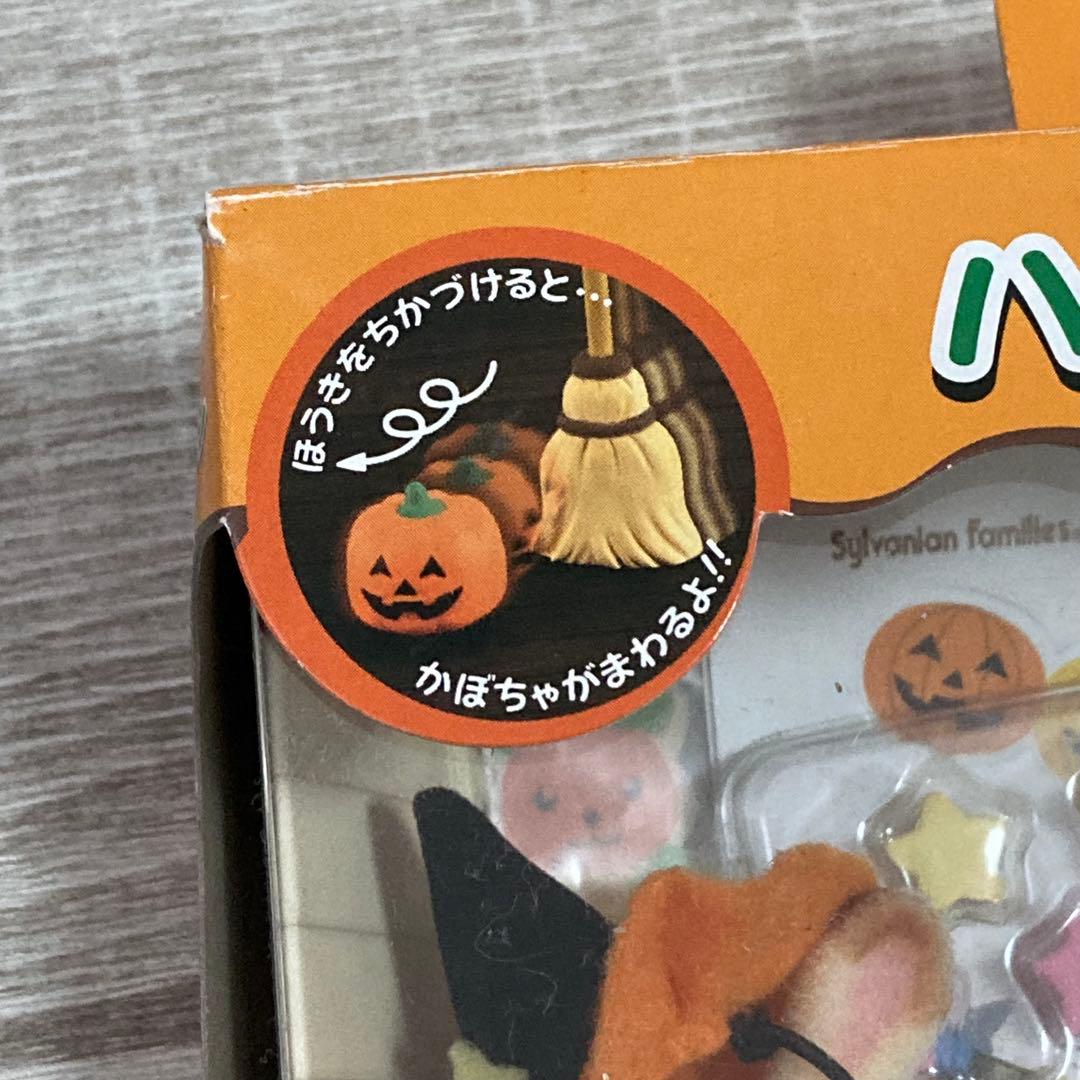 ほうきをちかづけると…
かぼちゃがまわるよ!!
ハ
Sylvanian Families